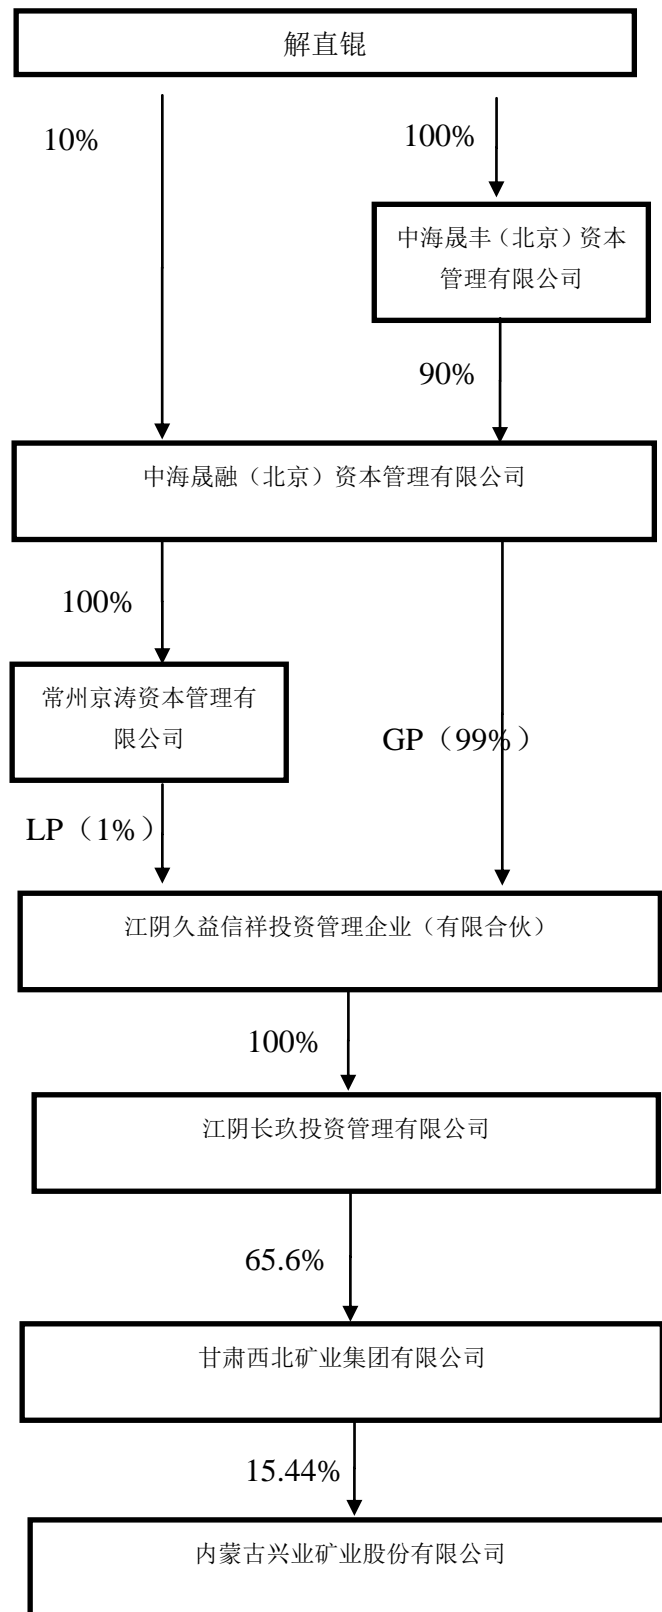 解直锟
10%
100%
中海晟丰（北京）资本
管理有限公司
90%
中海晟融（北京）资本管理有限公司
100%
常州京涛资本管理有
限公司
GP（99%）
LP（1%）
江阴久益信祥投资管理企业（有限合伙）
100%
江阴长玖投资管理有限公司
65.6%
甘肃西北矿业集团有限公司
15.44%
内蒙古兴业矿业股份有限公司